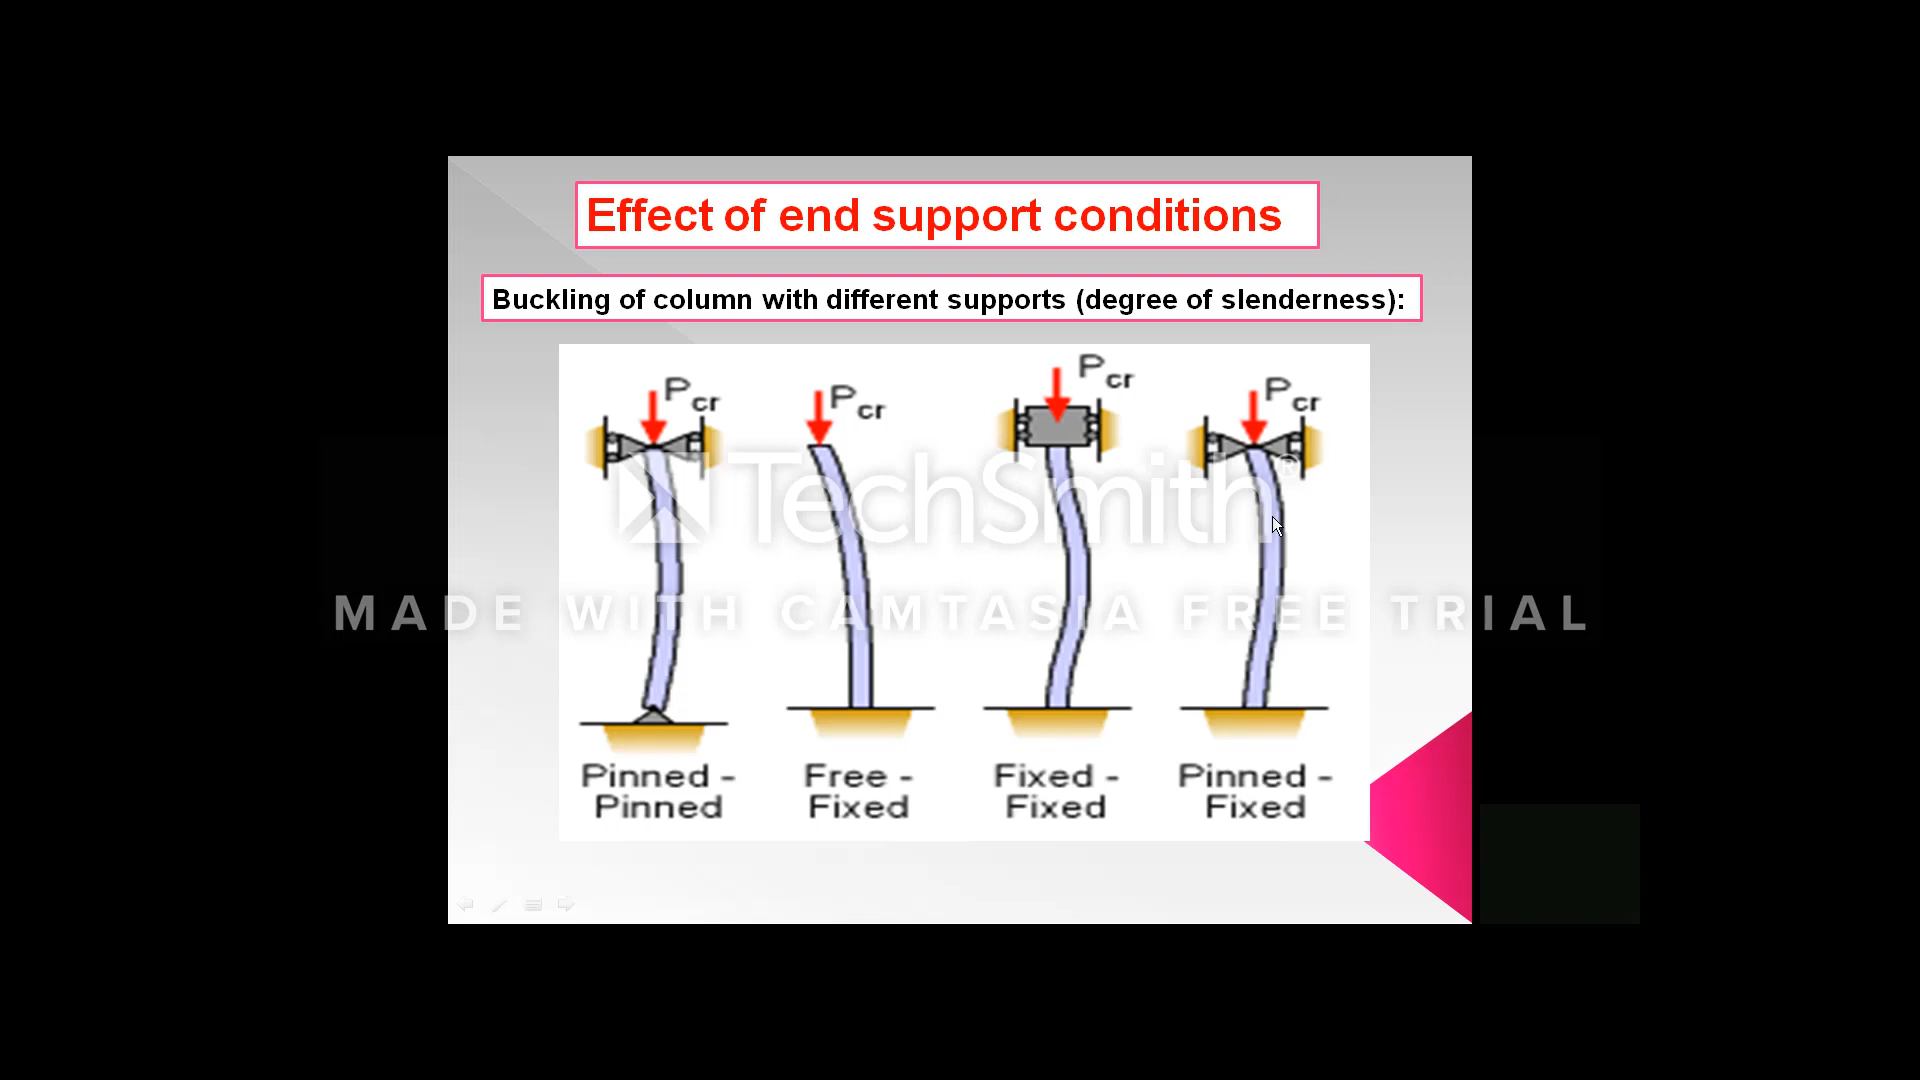 Effect of end support conditions
Buckling of column with different supports (degree of slenderness):
Pcr
Pcr
Pcr
Pcr
TechSmith®
MADE WITH CAMTASIA FREE TRIAL
Pinned -
Pinned
Free -
Fixed
Fixed -
Fixed
Pinned -
Fixed